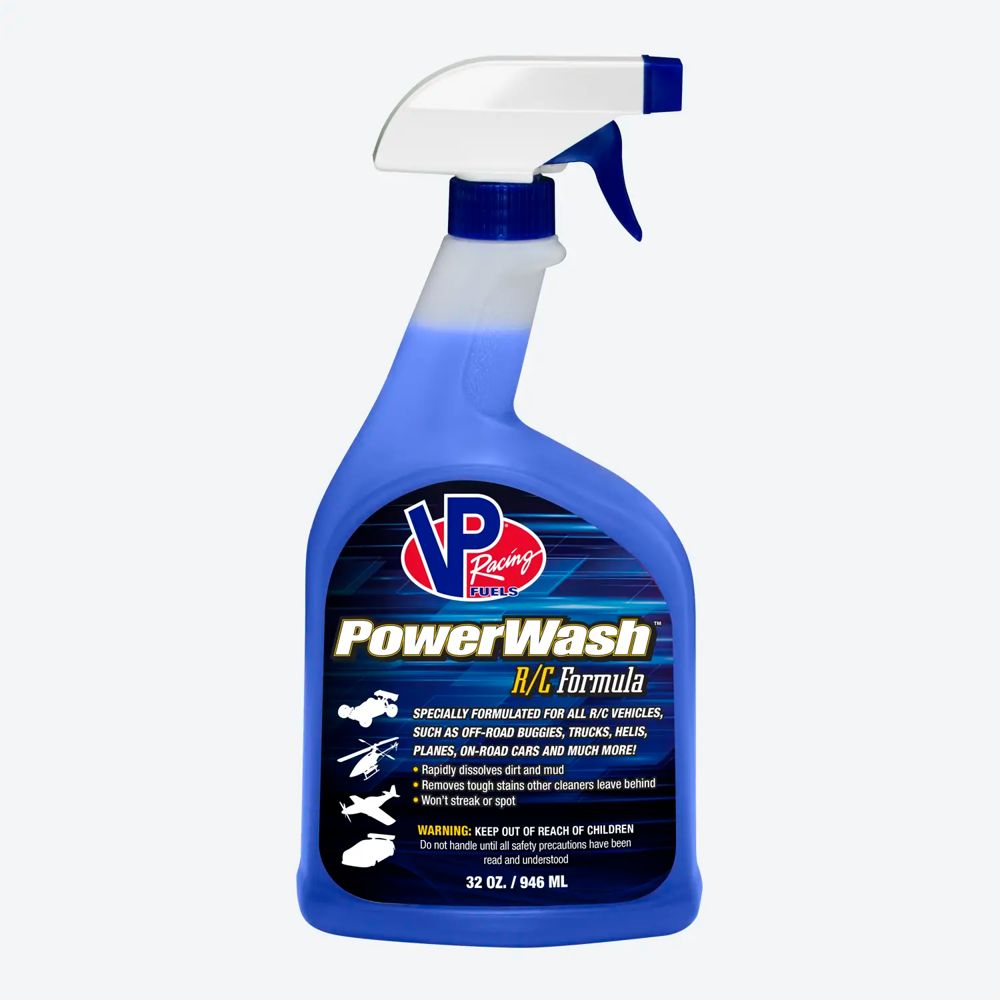 VP
Racing
FUELS
PowerWash™
R/C Formula
SPECIALLY FORMULATED FOR ALL R/C VEHICLES,
SUCH AS OFF-ROAD BUGGIES, TRUCKS, HELIS,
PLANES, ON-ROAD CARS AND MUCH MORE!
• Rapidly dissolves dirt and mud
• Removes tough stains other cleaners leave behind
• Won't streak or spot
WARNING: KEEP OUT OF REACH OF CHILDREN
Do not handle until all safety precautions have been
read and understood
32 OZ. / 946 ML